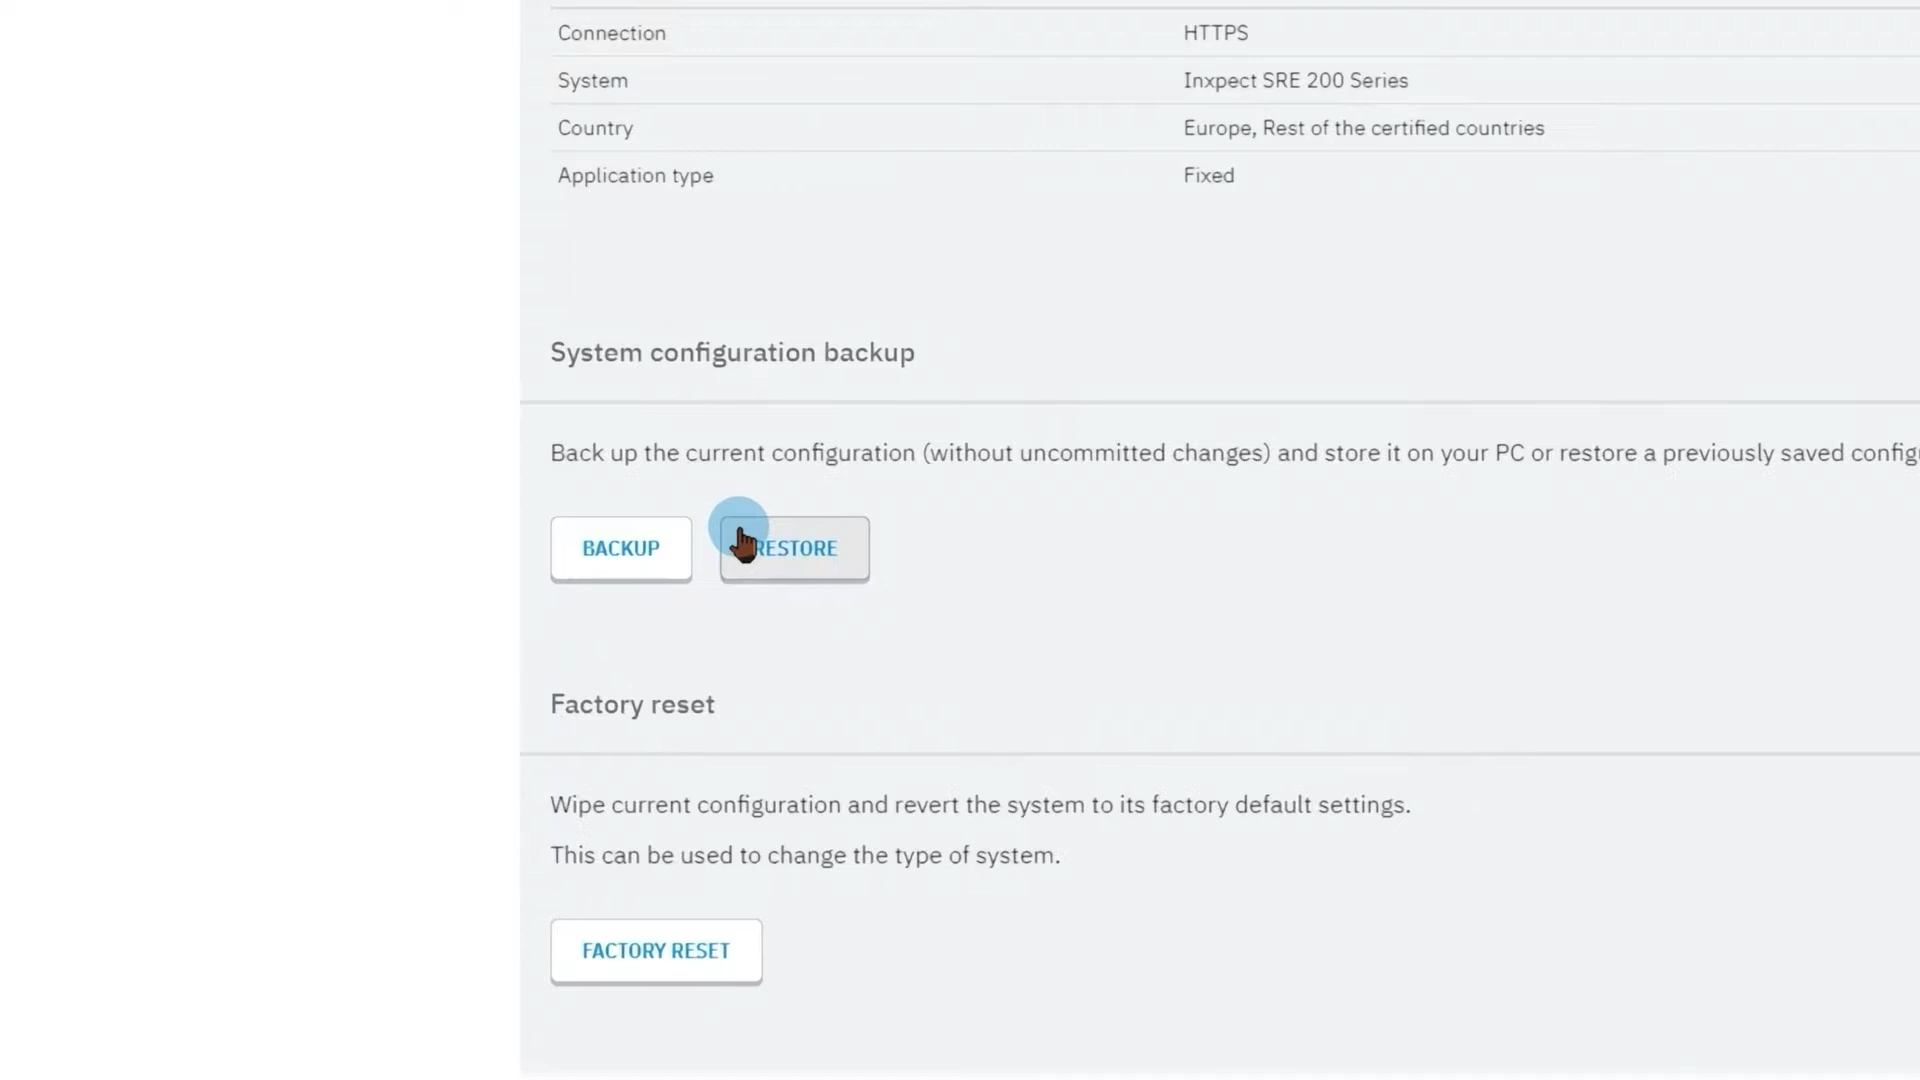 Connection HTTPS
System Inxpect SRE 200 Series
Country Europe, Rest of the certified countries
Application type Fixed
System configuration backup
Back up the current configuration (without uncommitted changes) and store it on your PC or restore a previously saved config
BACKUP RESTORE
Factory reset
Wipe current configuration and revert the system to its factory default settings.
This can be used to change the type of system.
FACTORY RESET